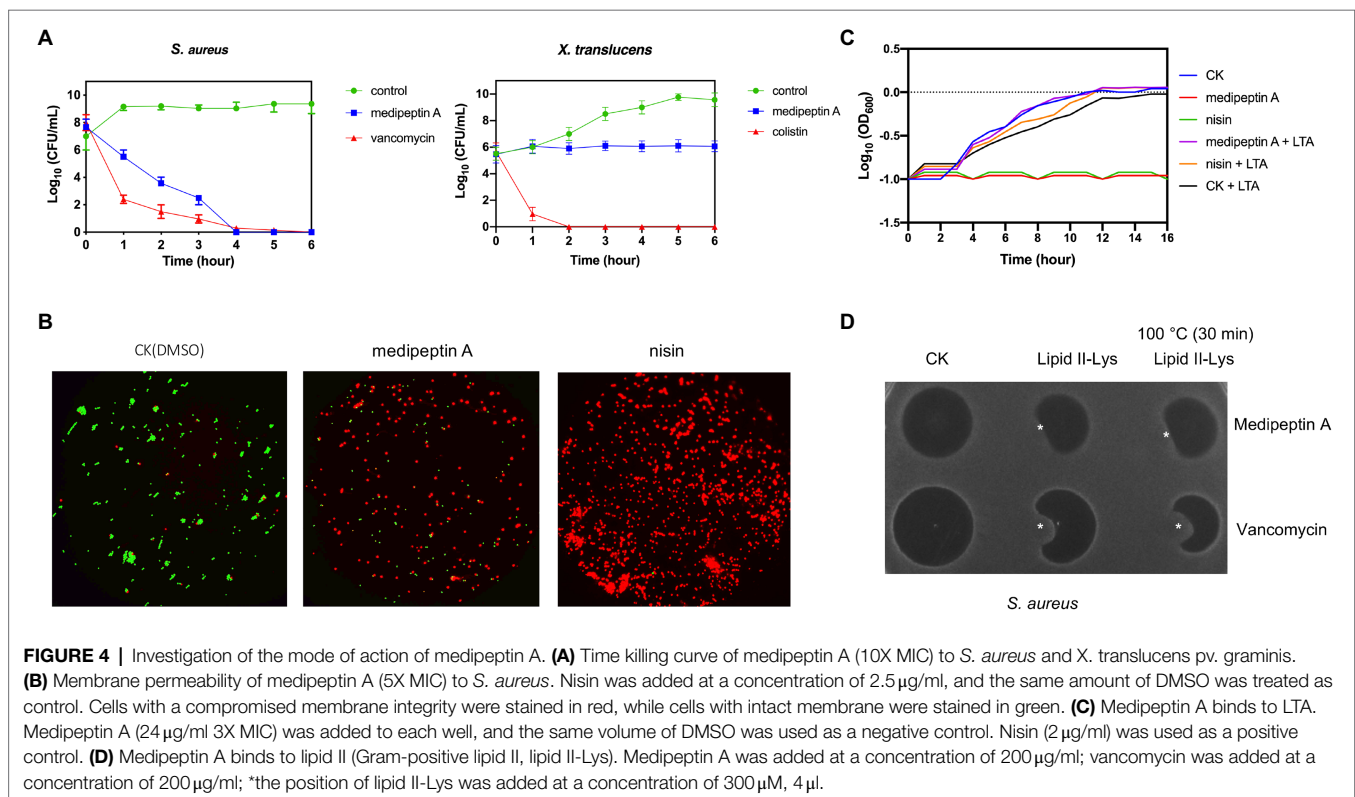 A
S. aureus
10
8
6
4
2
0
Log10 (CFU/mL)
0 1 2 3 4 5 6
Time (hour)
control
medipeptin A
vancomycin
X. translucens
10
8
6
4
2
0
Log10 (CFU/mL)
0 1 2 3 4 5 6
Time (hour)
control
medipeptin A
colistin
C
0.5
0.0
-0.5
-1.0
-1.5
Log10 (OD600)
0 2 4 6 8 10 12 14 16
Time (hour)
CK
medipeptin A
nisin
medipeptin A + LTA
nisin + LTA
CK + LTA
B
CK(DMSO)
medipeptin A
nisin
D
100 °C (30 min)
CK Lipid II-Lys Lipid II-Lys
* * Medipeptin A
* * Vancomycin
S. aureus
FIGURE 4 | Investigation of the mode of action of medipeptin A. (A) Time killing curve of medipeptin A (10X MIC) to S. aureus and X. translucens pv. graminis.
(B) Membrane permeability of medipeptin A (5X MIC) to S. aureus. Nisin was added at a concentration of 2.5 μg/ml, and the same amount of DMSO was treated as
control. Cells with a compromised membrane integrity were stained in red, while cells with intact membrane were stained in green. (C) Medipeptin A binds to LTA.
Medipeptin A (24 μg/ml 3X MIC) was added to each well, and the same volume of DMSO was used as a negative control. Nisin (2 μg/ml) was used as a positive
control. (D) Medipeptin A binds to lipid II (Gram-positive lipid II, lipid II-Lys). Medipeptin A was added at a concentration of 200 μg/ml; vancomycin was added at a
concentration of 200 μg/ml; *the position of lipid II-Lys was added at a concentration of 300 μM, 4 μl.